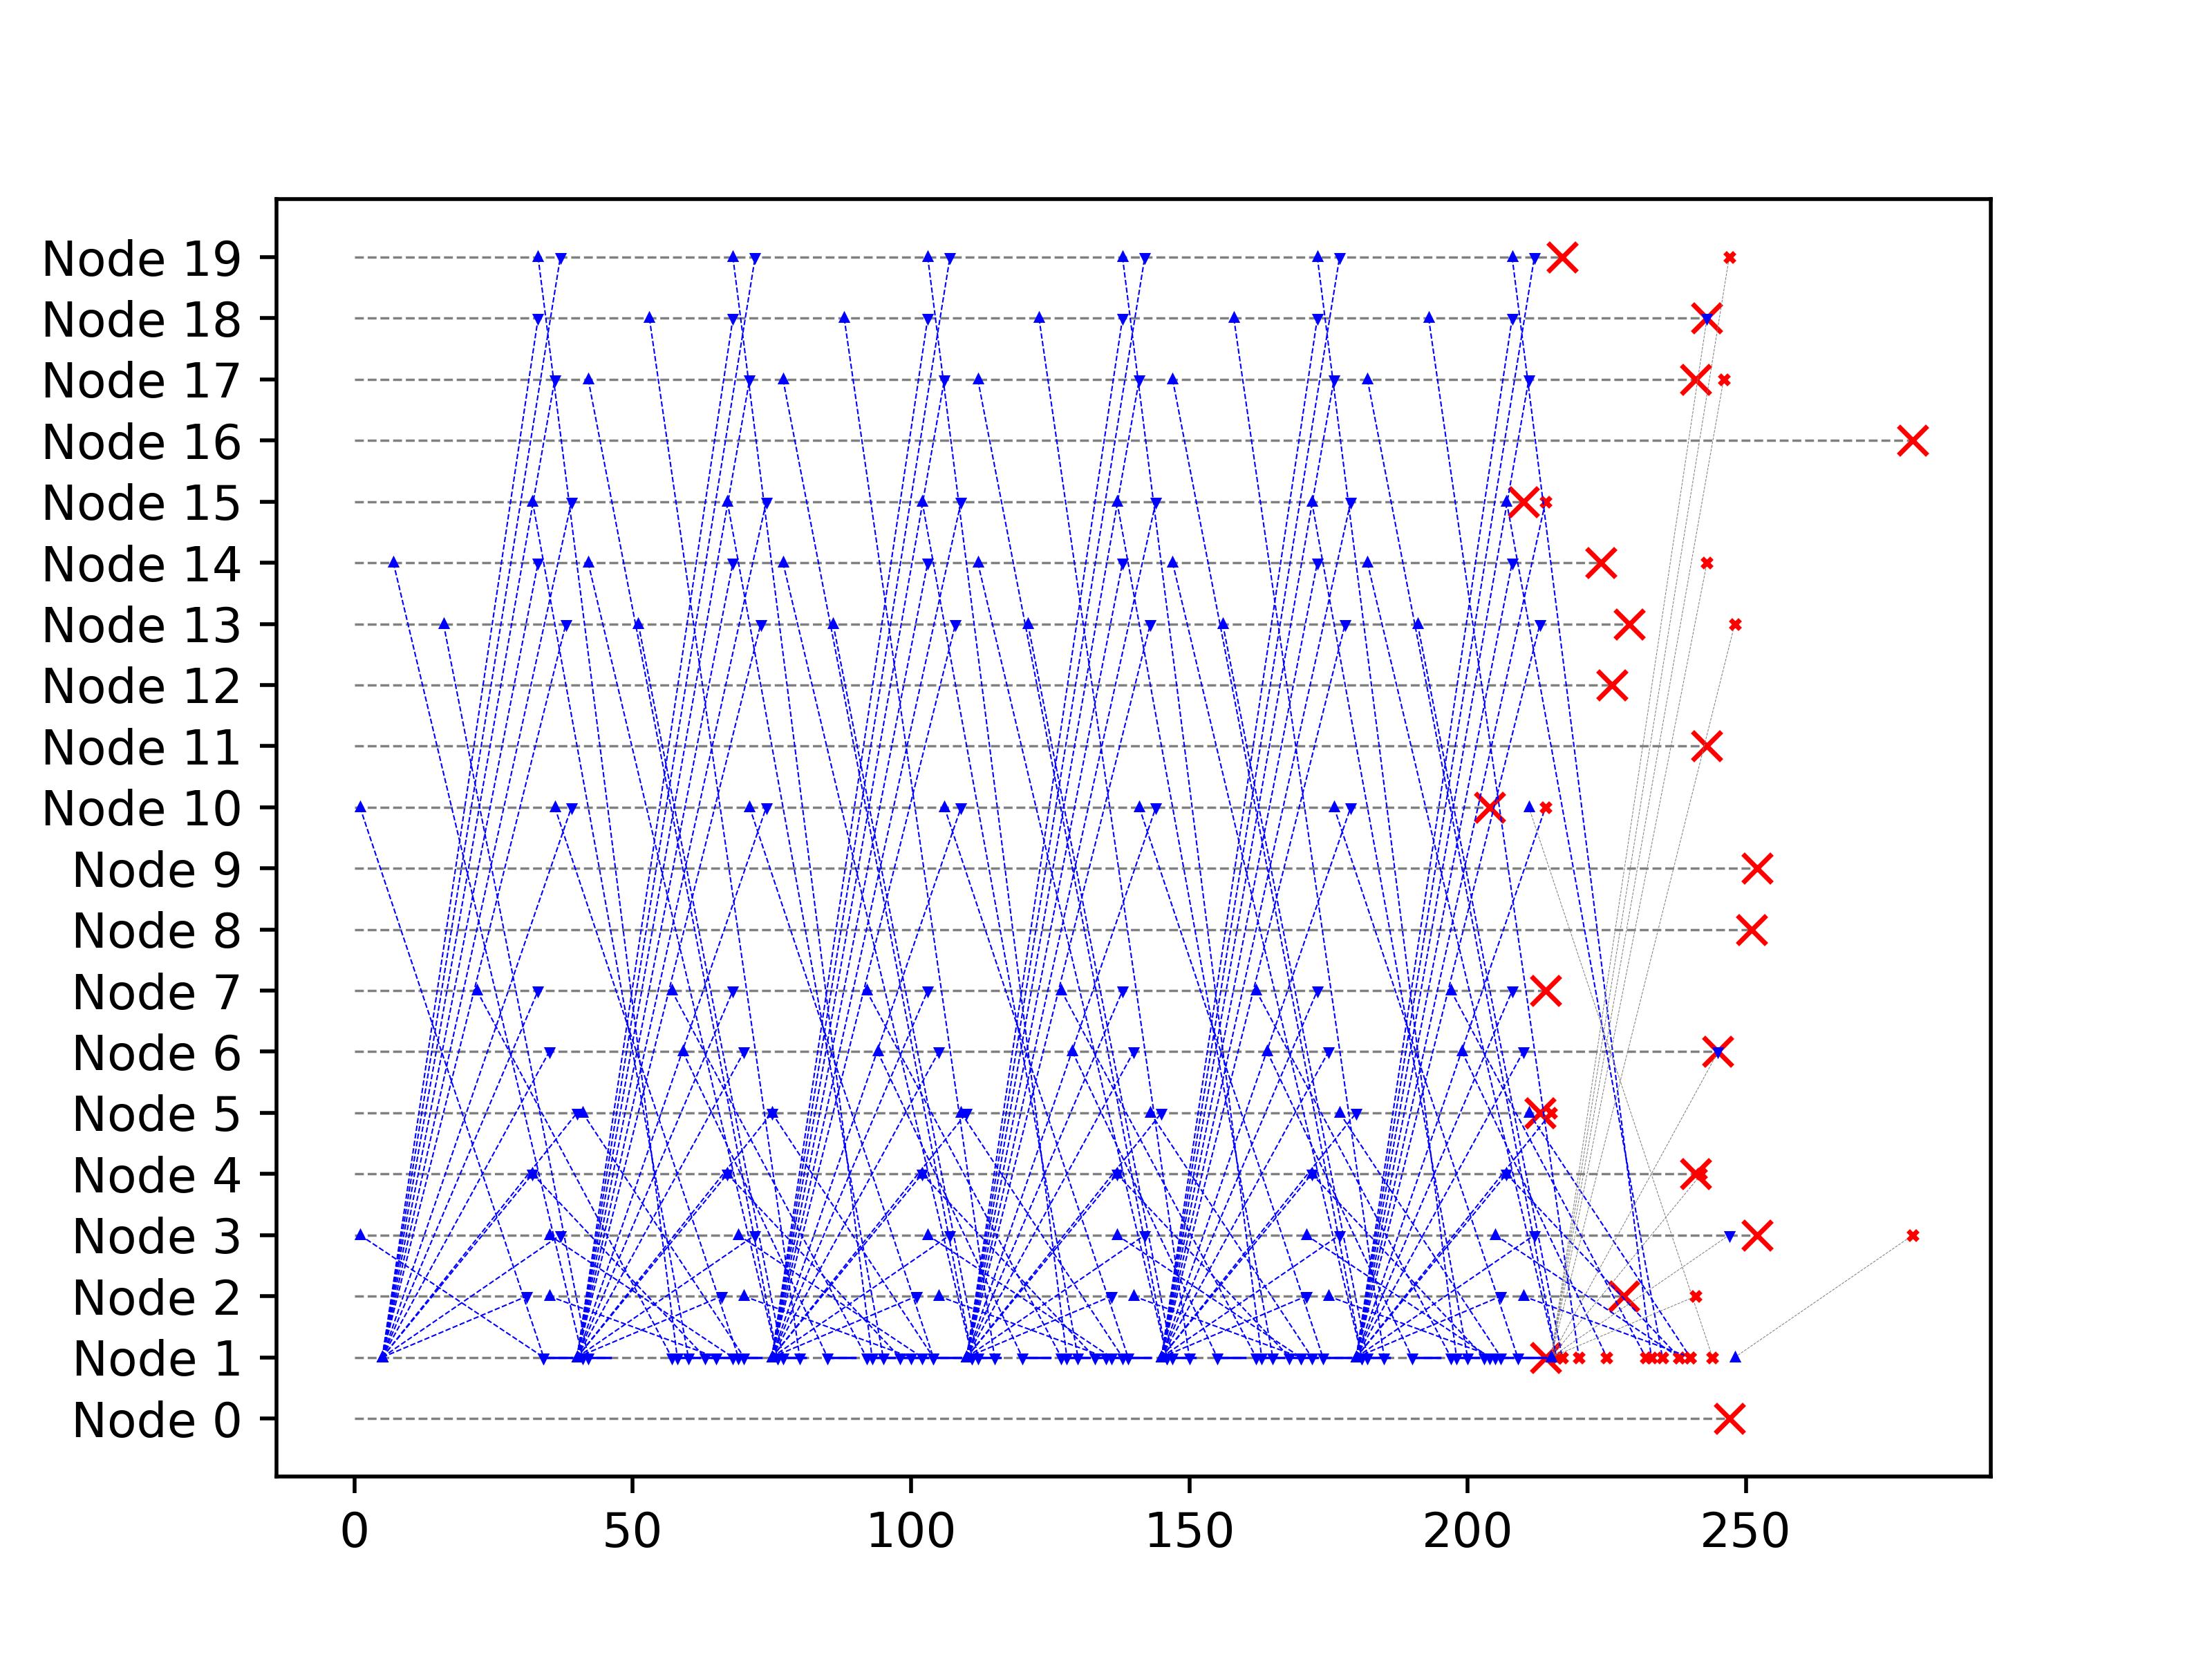 Node 19
Node 18
Node 17
Node 16
Node 15
Node 14
Node 13
Node 12
Node 11
Node 10
Node 9
Node 8
Node 7
Node 6
Node 5
Node 4
Node 3
Node 2
Node 1
Node 0
0 50 100 150 200 250